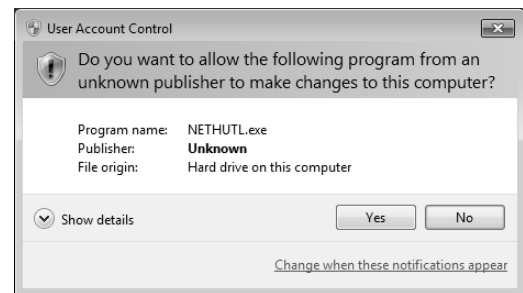 User Account Control
Do you want to allow the following program from an
unknown publisher to make changes to this computer?
Program name: NETHUTL.exe
Publisher: Unknown
File origin: Hard drive on this computer
Show details Yes No
Change when these notifications appear